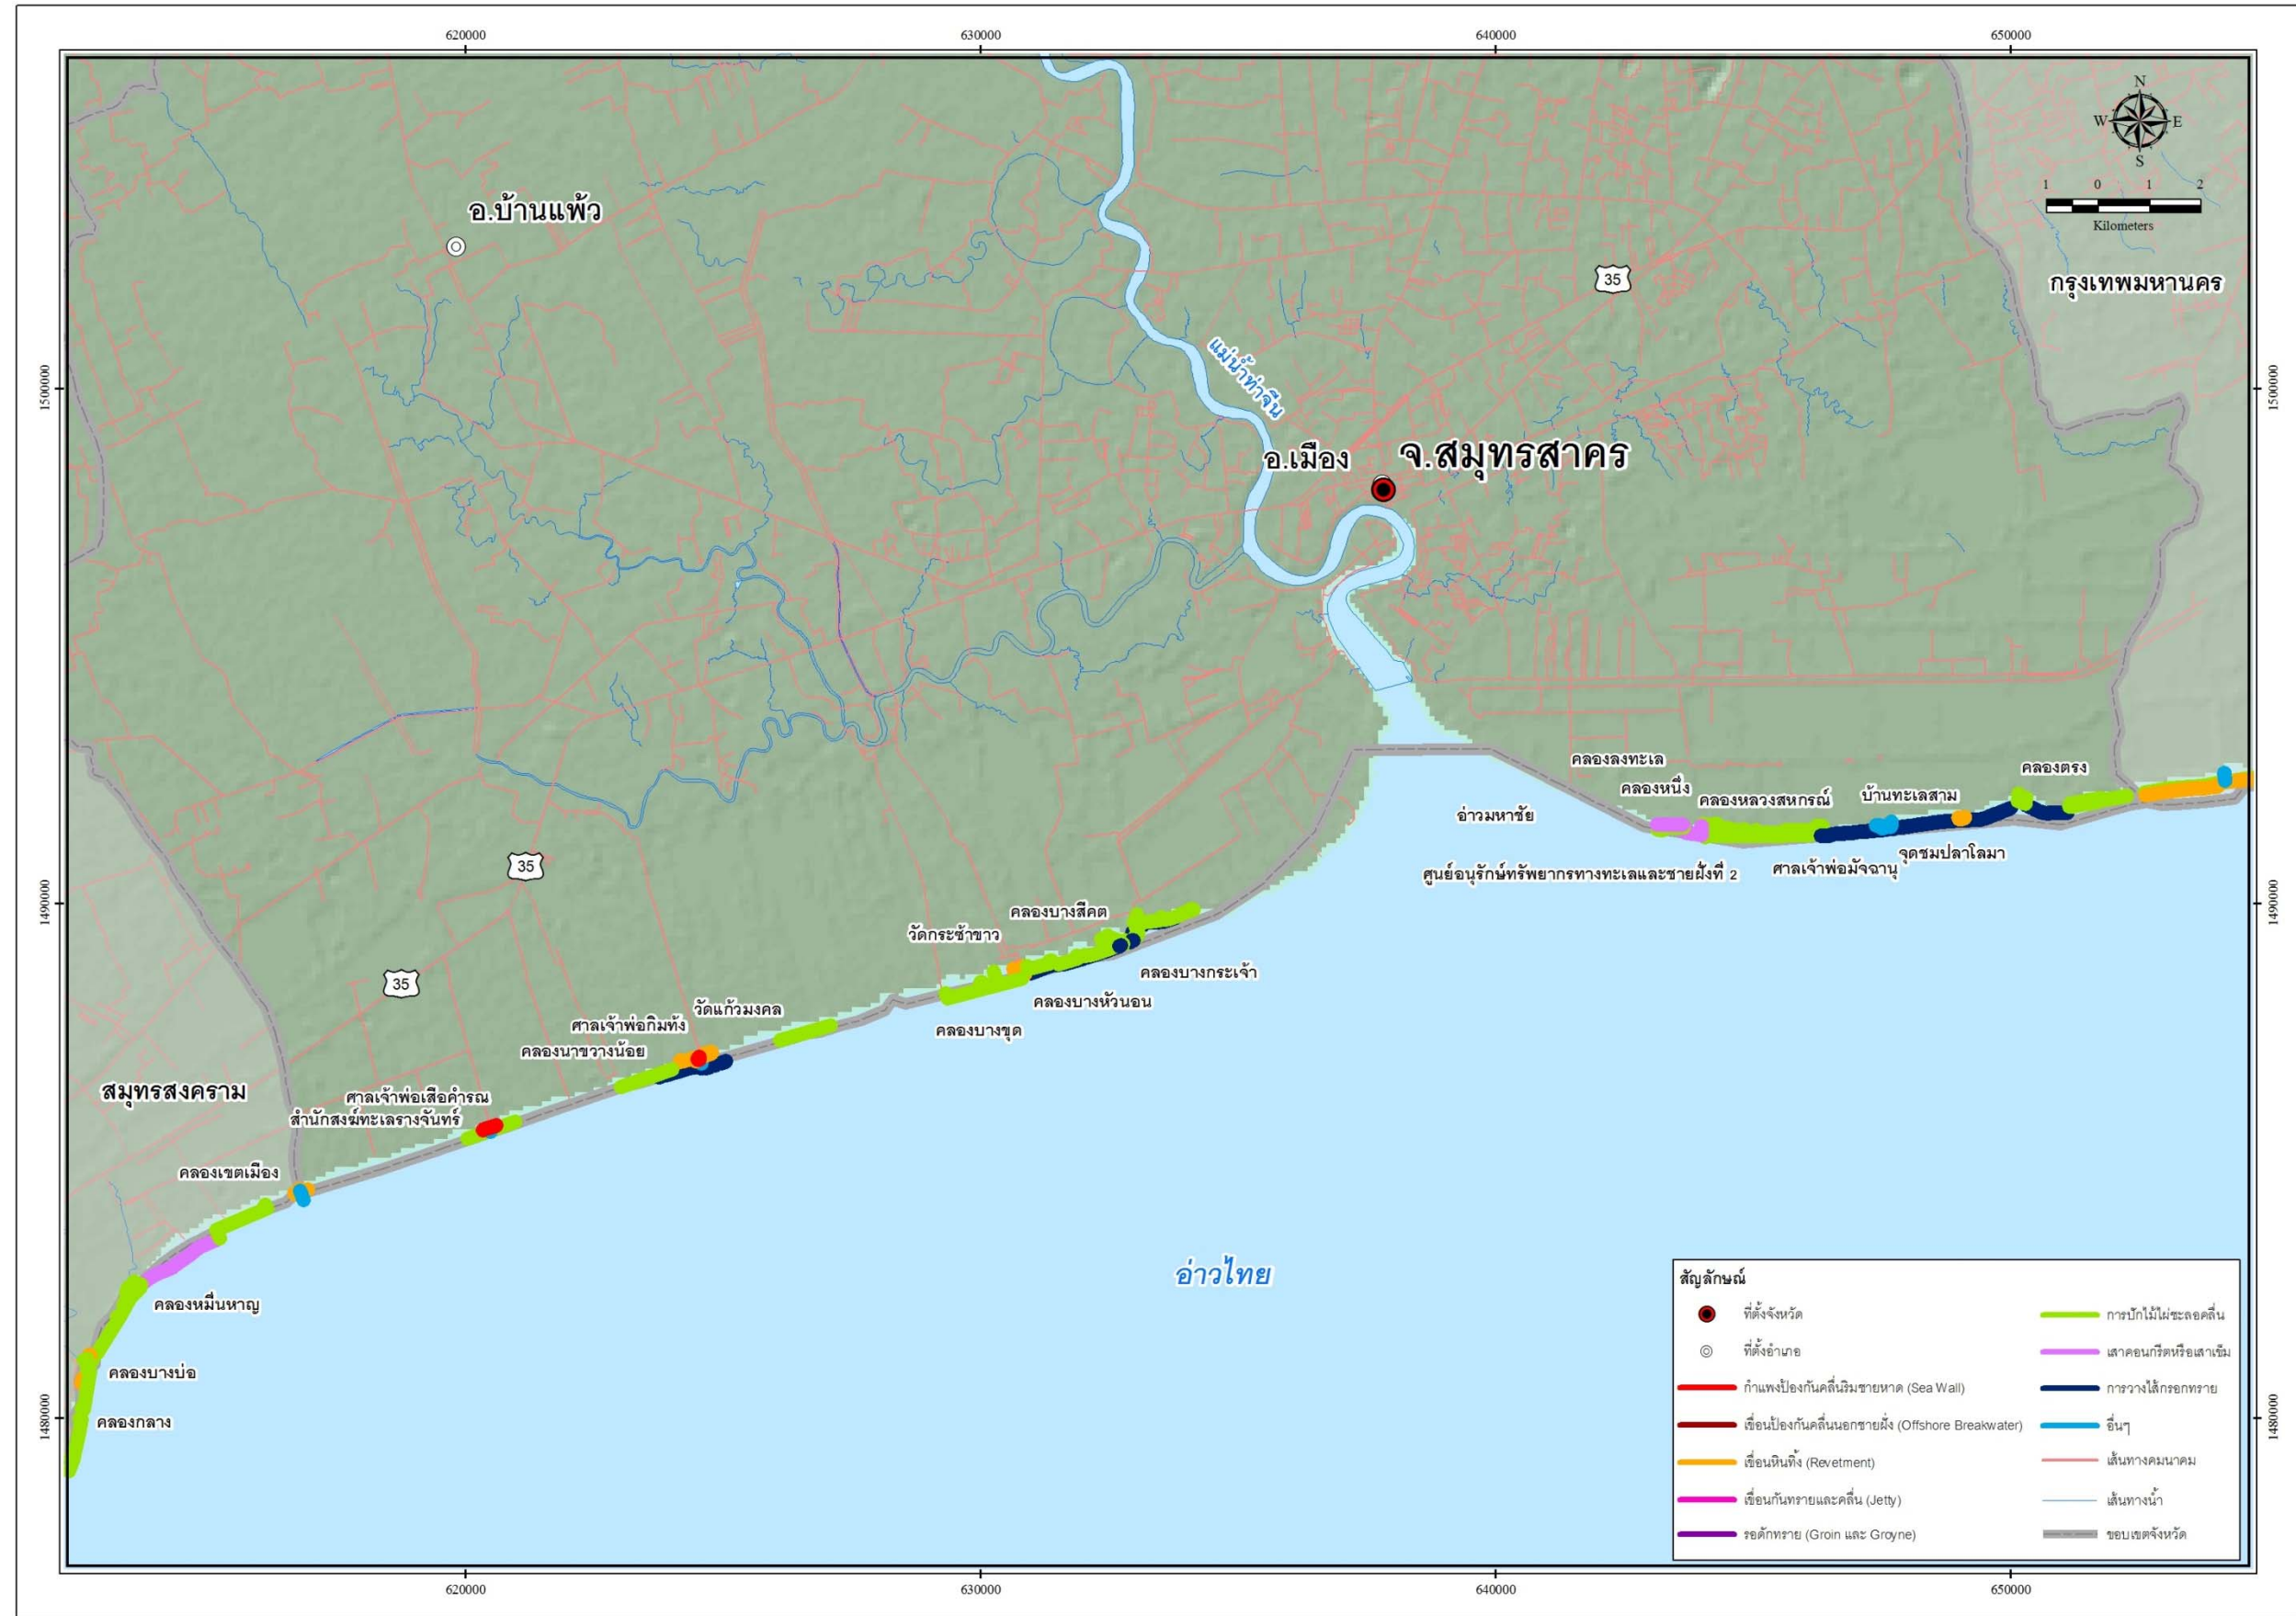 620000
630000
640000
650000
N
W
E
S
1 0 1 2
Kilometers
อ.บ้านแพ้ว
35
กรุงเทพมหานคร
แม่น้ำท่าจีน
1500000
1500000
อ.เมือง
จ.สมุทรสาคร
คลองลงทะเล
คลองหนึ่ง
คลองหลวงสหกรณ์
บ้านทะเลสาม
คลองตรง
อ่าวมหาชัย
จุดชมปลาโลมา
ศูนย์อนุรักษ์ทรัพยากรทางทะเลและชายฝั่งที่ 2
ศาลเจ้าพ่อมัจฉานุ
35
1490000
1490000
คลองบางสีคต
วัดกระซ้าขาว
คลองบางกระเจ้า
35
คลองบางหัวนอน
วัดแก้วมงคล
ศาลเจ้าพ่อกิมทัง
คลองบางขุด
คลองนาขวางน้อย
สมุทรสงคราม
ศาลเจ้าพ่อเสือคำรณ
สำนักสงฆ์ทะเลรางจันทร์
คลองเขตเมือง
อ่าวไทย
คลองหมื่นหาญ
คลองบางบ่อ
คลองกลาง
1480000
1480000
สัญลักษณ์
ที่ตั้งจังหวัด
ที่ตั้งอำเภอ
กำแพงป้องกันคลื่นริมชายหาด (Sea Wall)
เขื่อนป้องกันคลื่นนอกชายฝั่ง (Offshore Breakwater)
เขื่อนหินทิ้ง (Revetment)
เขื่อนกันทรายและคลื่น (Jetty)
รอดักทราย (Groin และ Groyne)
การปักไม้ไผ่ชะลอคลื่น
เสาคอนกรีตหรือเสาเข็ม
การวางไส้กรอกทราย
อื่นๆ
เส้นทางคมนาคม
เส้นทางน้ำ
ขอบเขตจังหวัด
620000
630000
640000
650000